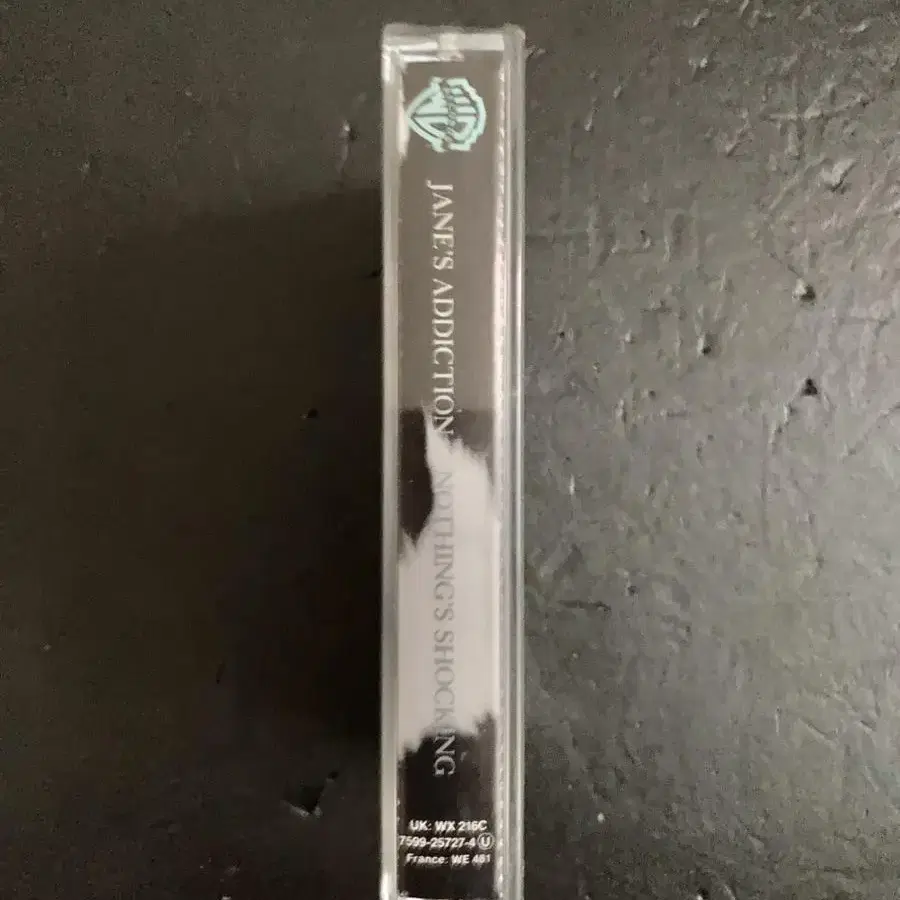 JANE'S ADDICTION NOTHING'S SHOCKING
UK: WX 216C
7599-25727-4 U
France: WE 481